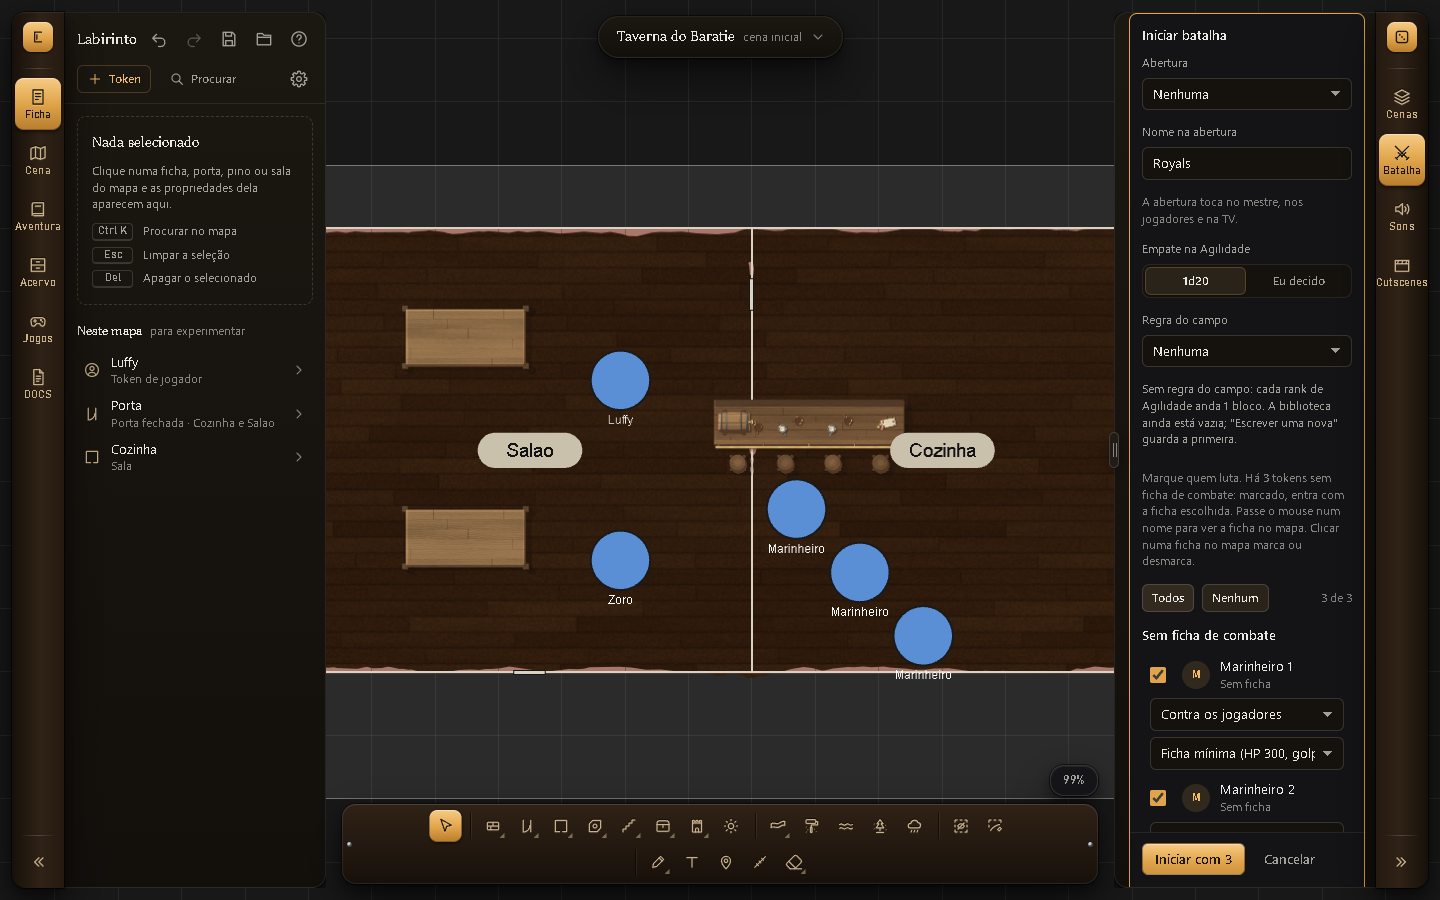 Labirinto
Token
Procurar
Ficha
Cena
Aventura
Acervo
Jogos
DOCS
Nada selecionado
Clique numa ficha, porta, pino ou sala
do mapa e as propriedades dela
aparecem aqui.
Ctrl K Procurar no mapa
Esc Limpar a seleção
Del Apagar o selecionado
Neste mapa para experimentar
Luffy
Token de jogador
Porta
Porta fechada · Cozinha e Salao
Cozinha
Sala
Taverna do Baratie cena inicial
Luffy
Salao
Cozinha
Marinheiro
Zoro
Marinheiro
Marinheiro
99%
Iniciar batalha
Abertura
Nenhuma
Nome na abertura
Royals
A abertura toca no mestre, nos
jogadores e na TV.
Empate na Agilidade
1d20 Eu decido
Regra do campo
Nenhuma
Sem regra do campo: cada rank de
Agilidade anda 1 bloco. A biblioteca
ainda está vazia; "Escrever uma nova"
guarda a primeira.
Marque quem luta. Há 3 tokens sem
ficha de combate: marcado, entra com
a ficha escolhida. Passe o mouse num
nome para ver a ficha no mapa. Clicar
numa ficha no mapa marca ou
desmarca.
Todos Nenhum 3 de 3
Sem ficha de combate
M Marinheiro 1
Sem ficha
Contra os jogadores
Ficha mínima (HP 300, golp
M Marinheiro 2
Sem ficha
Iniciar com 3 Cancelar
Cenas
Batalha
Sons
Cutscenes